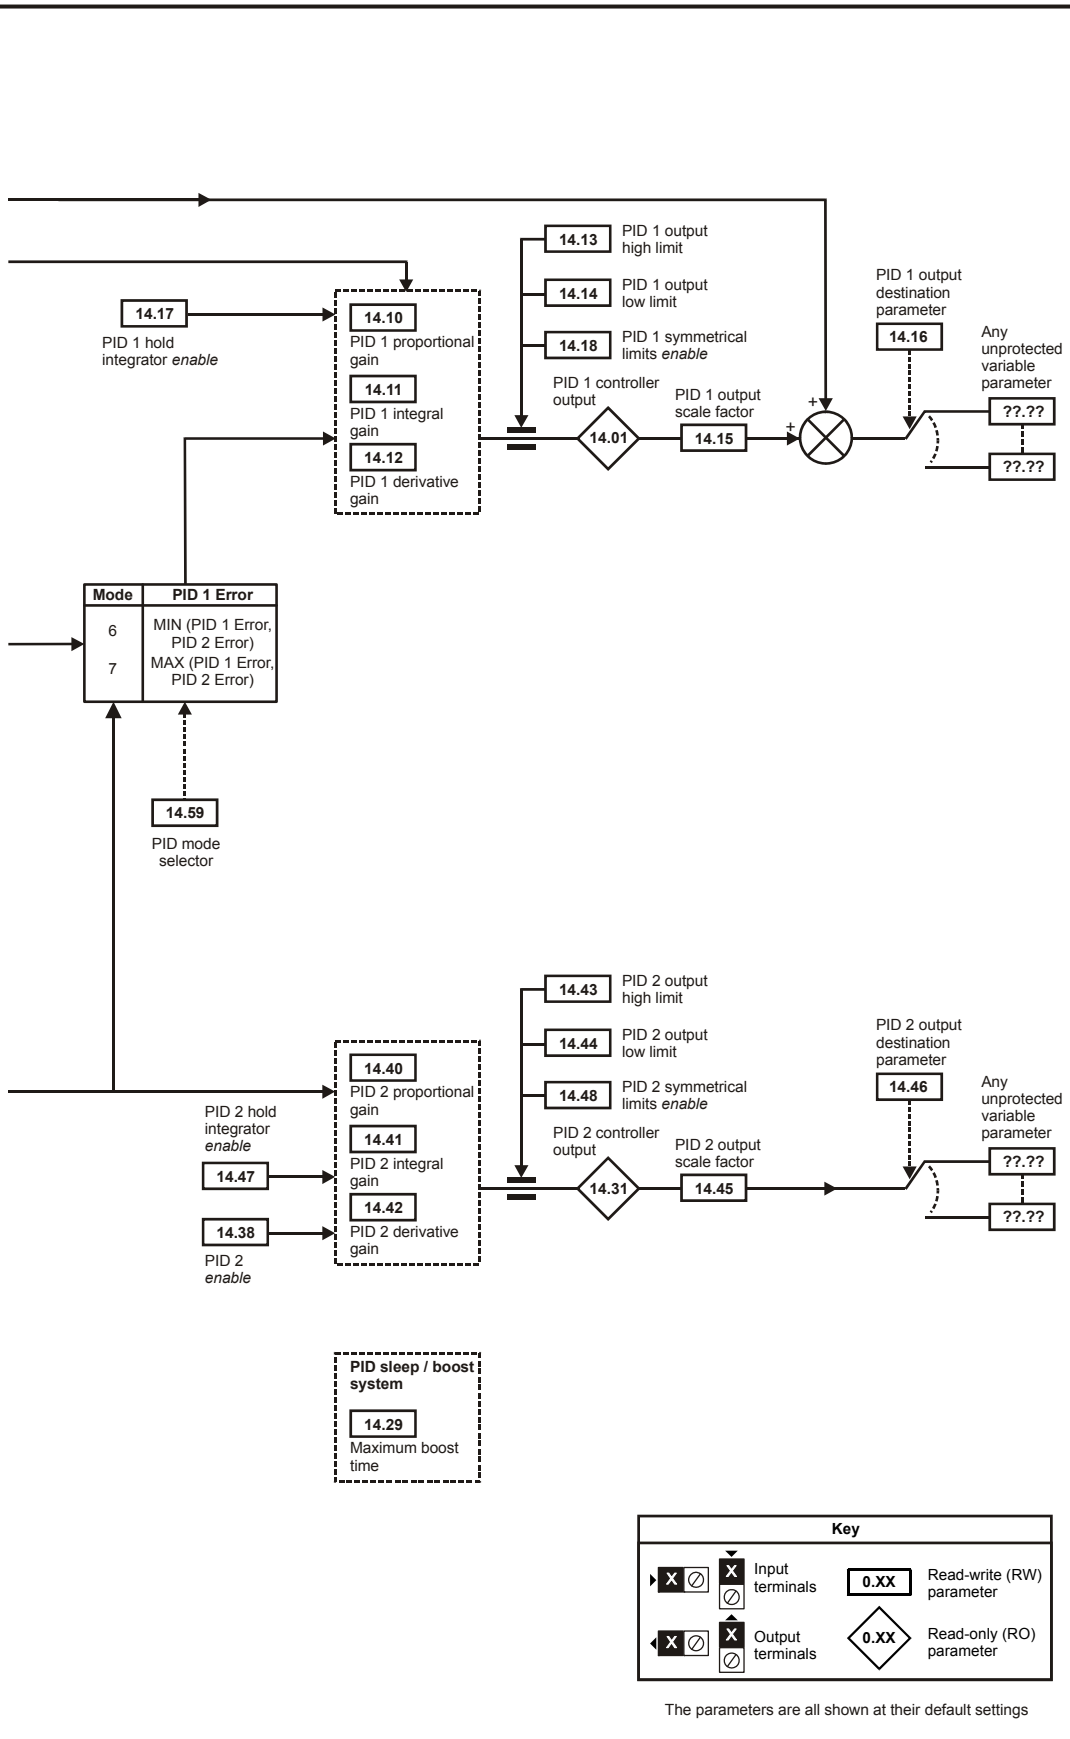 14.13
PID 1 output
high limit
14.14
PID 1 output
low limit
14.18
PID 1 symmetrical
limits enable
14.17
PID 1 hold
integrator enable
14.10
PID 1 proportional
gain
14.11
PID 1 integral
gain
14.12
PID 1 derivative
gain
PID 1 controller
output
14.01
PID 1 output
scale factor
14.15
+
+
PID 1 output
destination
parameter
14.16
Any
unprotected
variable
parameter
??.??
??.??
Mode PID 1 Error
6 MIN (PID 1 Error,
PID 2 Error)
7 MAX (PID 1 Error,
PID 2 Error)
14.59
PID mode
selector
14.43
PID 2 output
high limit
14.44
PID 2 output
low limit
14.48
PID 2 symmetrical
limits enable
14.40
PID 2 proportional
gain
14.41
PID 2 integral
gain
14.42
PID 2 derivative
gain
PID 2 hold
integrator
enable
14.47
14.38
PID 2
enable
PID 2 controller
output
14.31
PID 2 output
scale factor
14.45
PID 2 output
destination
parameter
14.46
Any
unprotected
variable
parameter
??.??
??.??
PID sleep / boost
system
14.29
Maximum boost
time
Key
X
X
Input
terminals
0.XX
Read-write (RW)
parameter
X
X
Output
terminals
0.XX
Read-only (RO)
parameter
The parameters are all shown at their default settings